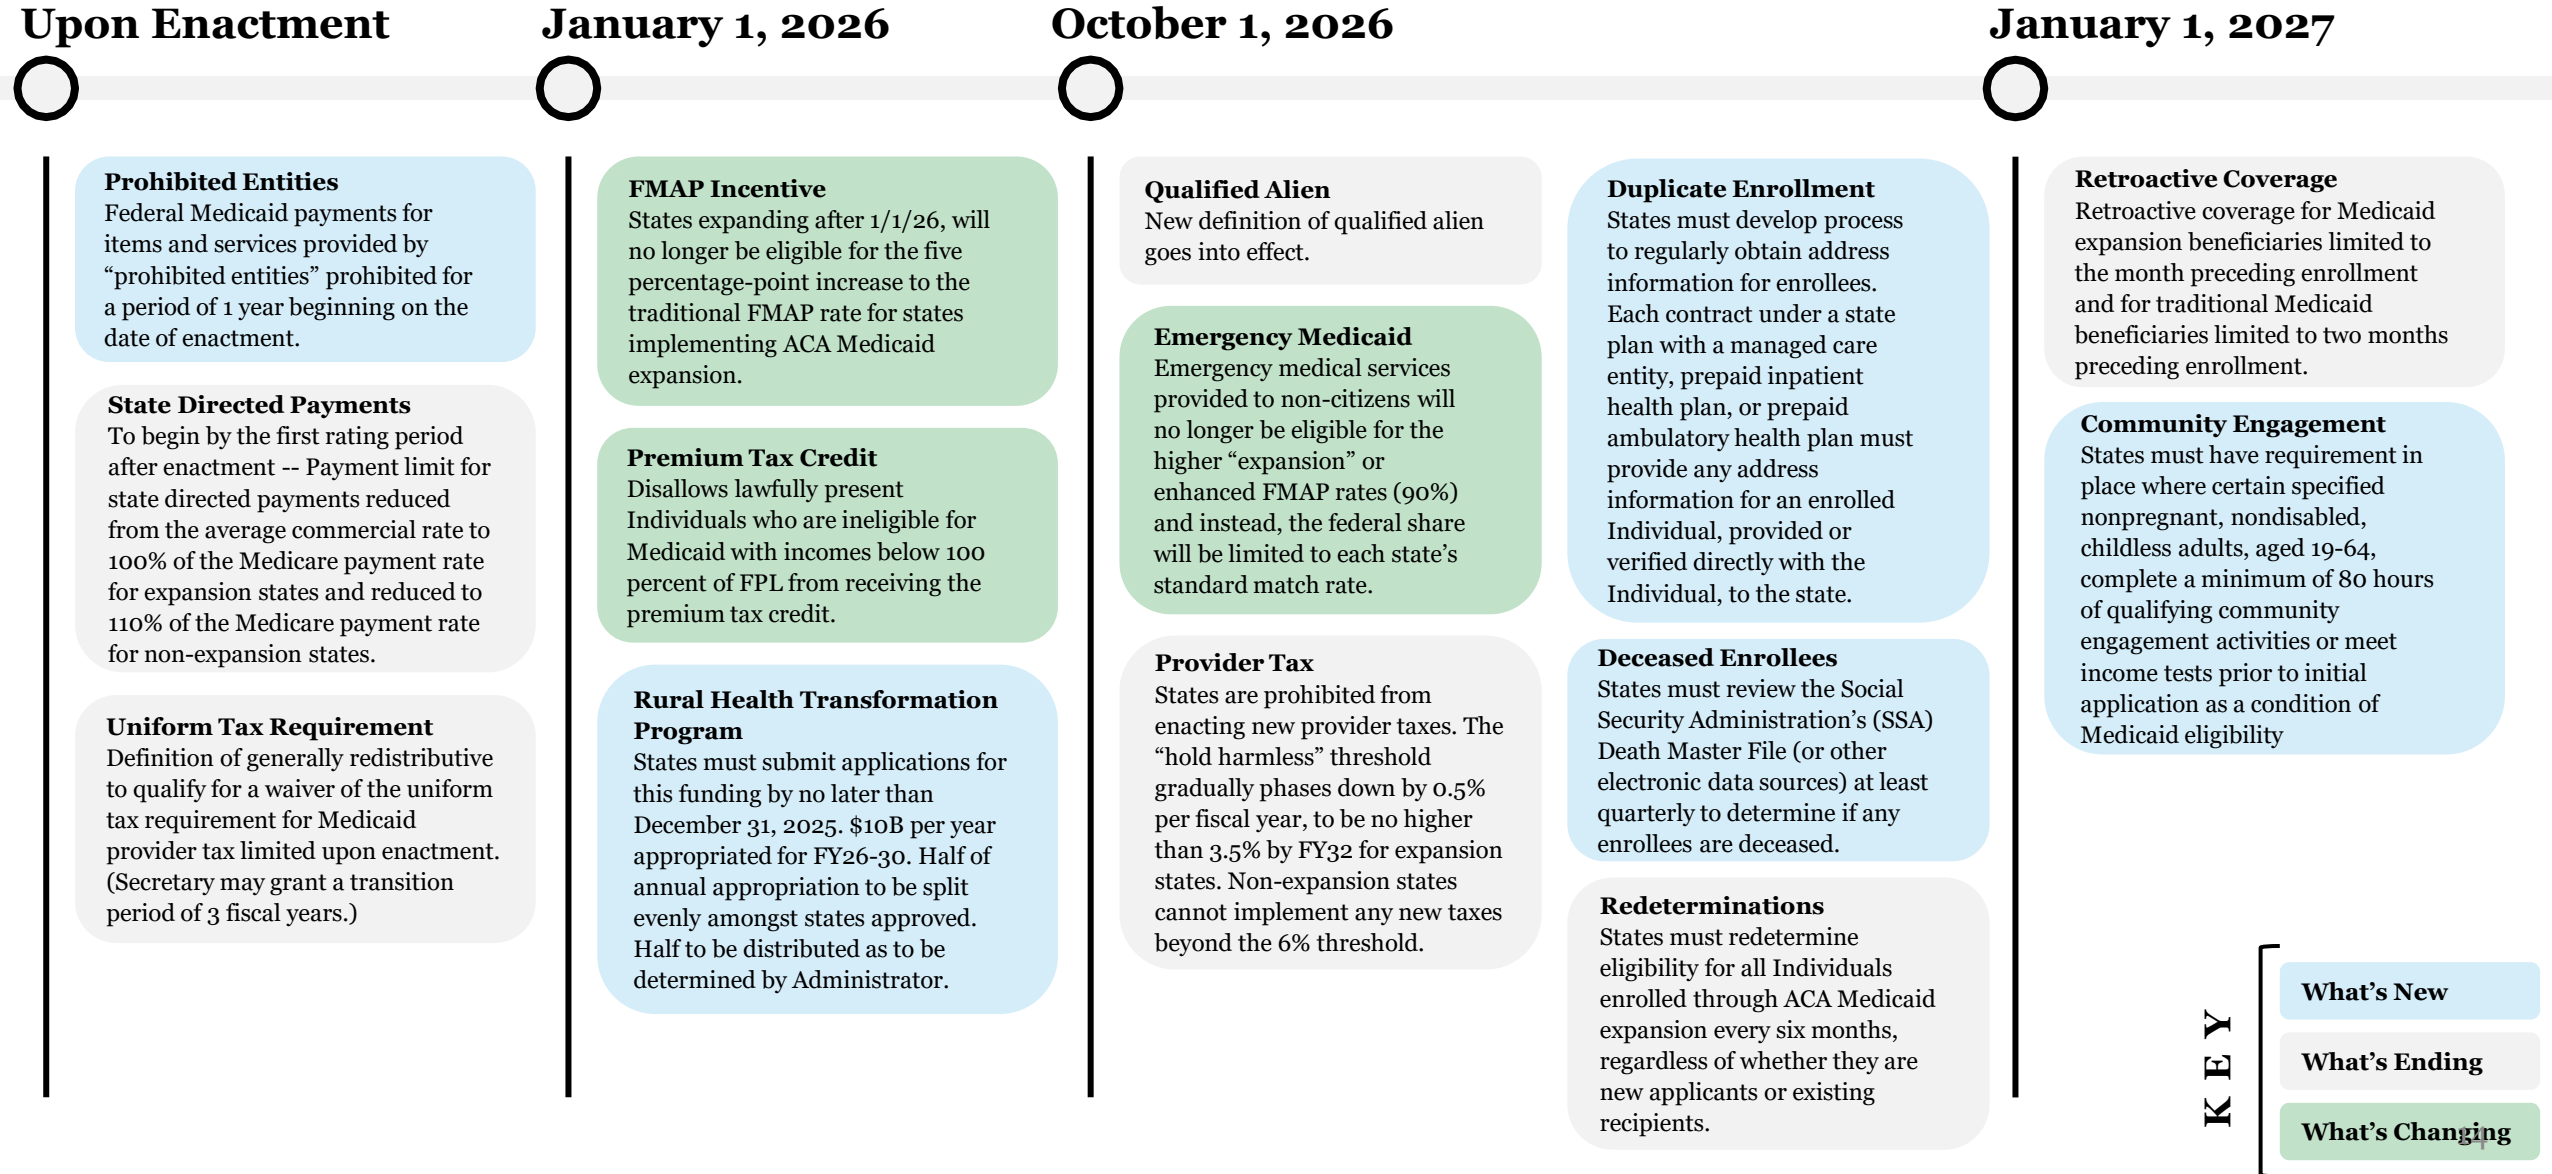 Upon Enactment
January 1, 2026
October 1, 2026
January 1, 2027
Prohibited Entities
Federal Medicaid payments for
items and services provided by
“prohibited entities” prohibited for
a period of 1 year beginning on the
date of enactment.
State Directed Payments
To begin by the first rating period
after enactment -- Payment limit for
state directed payments reduced
from the average commercial rate to
100% of the Medicare payment rate
for expansion states and reduced to
110% of the Medicare payment rate
for non-expansion states.
Uniform Tax Requirement
Definition of generally redistributive
to qualify for a waiver of the uniform
tax requirement for Medicaid
provider tax limited upon enactment.
(Secretary may grant a transition
period of 3 fiscal years.)
FMAP Incentive
States expanding after 1/1/26, will
no longer be eligible for the five
percentage-point increase to the
traditional FMAP rate for states
implementing ACA Medicaid
expansion.
Premium Tax Credit
Disallows lawfully present
Individuals who are ineligible for
Medicaid with incomes below 100
percent of FPL from receiving the
premium tax credit.
Rural Health Transformation
Program
States must submit applications for
this funding by no later than
December 31, 2025. $10B per year
appropriated for FY26-30. Half of
annual appropriation to be split
evenly amongst states approved.
Half to be distributed as to be
determined by Administrator.
Qualified Alien
New definition of qualified alien
goes into effect.
Emergency Medicaid
Emergency medical services
provided to non-citizens will
no longer be eligible for the
higher “expansion” or
enhanced FMAP rates (90%)
and instead, the federal share
will be limited to each state’s
standard match rate.
Provider Tax
States are prohibited from
enacting new provider taxes. The
“hold harmless” threshold
gradually phases down by 0.5%
per fiscal year, to be no higher
than 3.5% by FY32 for expansion
states. Non-expansion states
cannot implement any new taxes
beyond the 6% threshold.
Duplicate Enrollment
States must develop process
to regularly obtain address
information for enrollees.
Each contract under a state
plan with a managed care
entity, prepaid inpatient
health plan, or prepaid
ambulatory health plan must
provide any address
information for an enrolled
Individual, provided or
verified directly with the
Individual, to the state.
Deceased Enrollees
States must review the Social
Security Administration’s (SSA)
Death Master File (or other
electronic data sources) at least
quarterly to determine if any
enrollees are deceased.
Redeterminations
States must redetermine
eligibility for all Individuals
enrolled through ACA Medicaid
expansion every six months,
regardless of whether they are
new applicants or existing
recipients.
Retroactive Coverage
Retroactive coverage for Medicaid
expansion beneficiaries limited to
the month preceding enrollment
and for traditional Medicaid
beneficiaries limited to two months
preceding enrollment.
Community Engagement
States must have requirement in
place where certain specified
nonpregnant, nondisabled,
childless adults, aged 19-64,
complete a minimum of 80 hours
of qualifying community
engagement activities or meet
income tests prior to initial
application as a condition of
Medicaid eligibility
KEY
What’s New
What’s Ending
What’s Changing
14